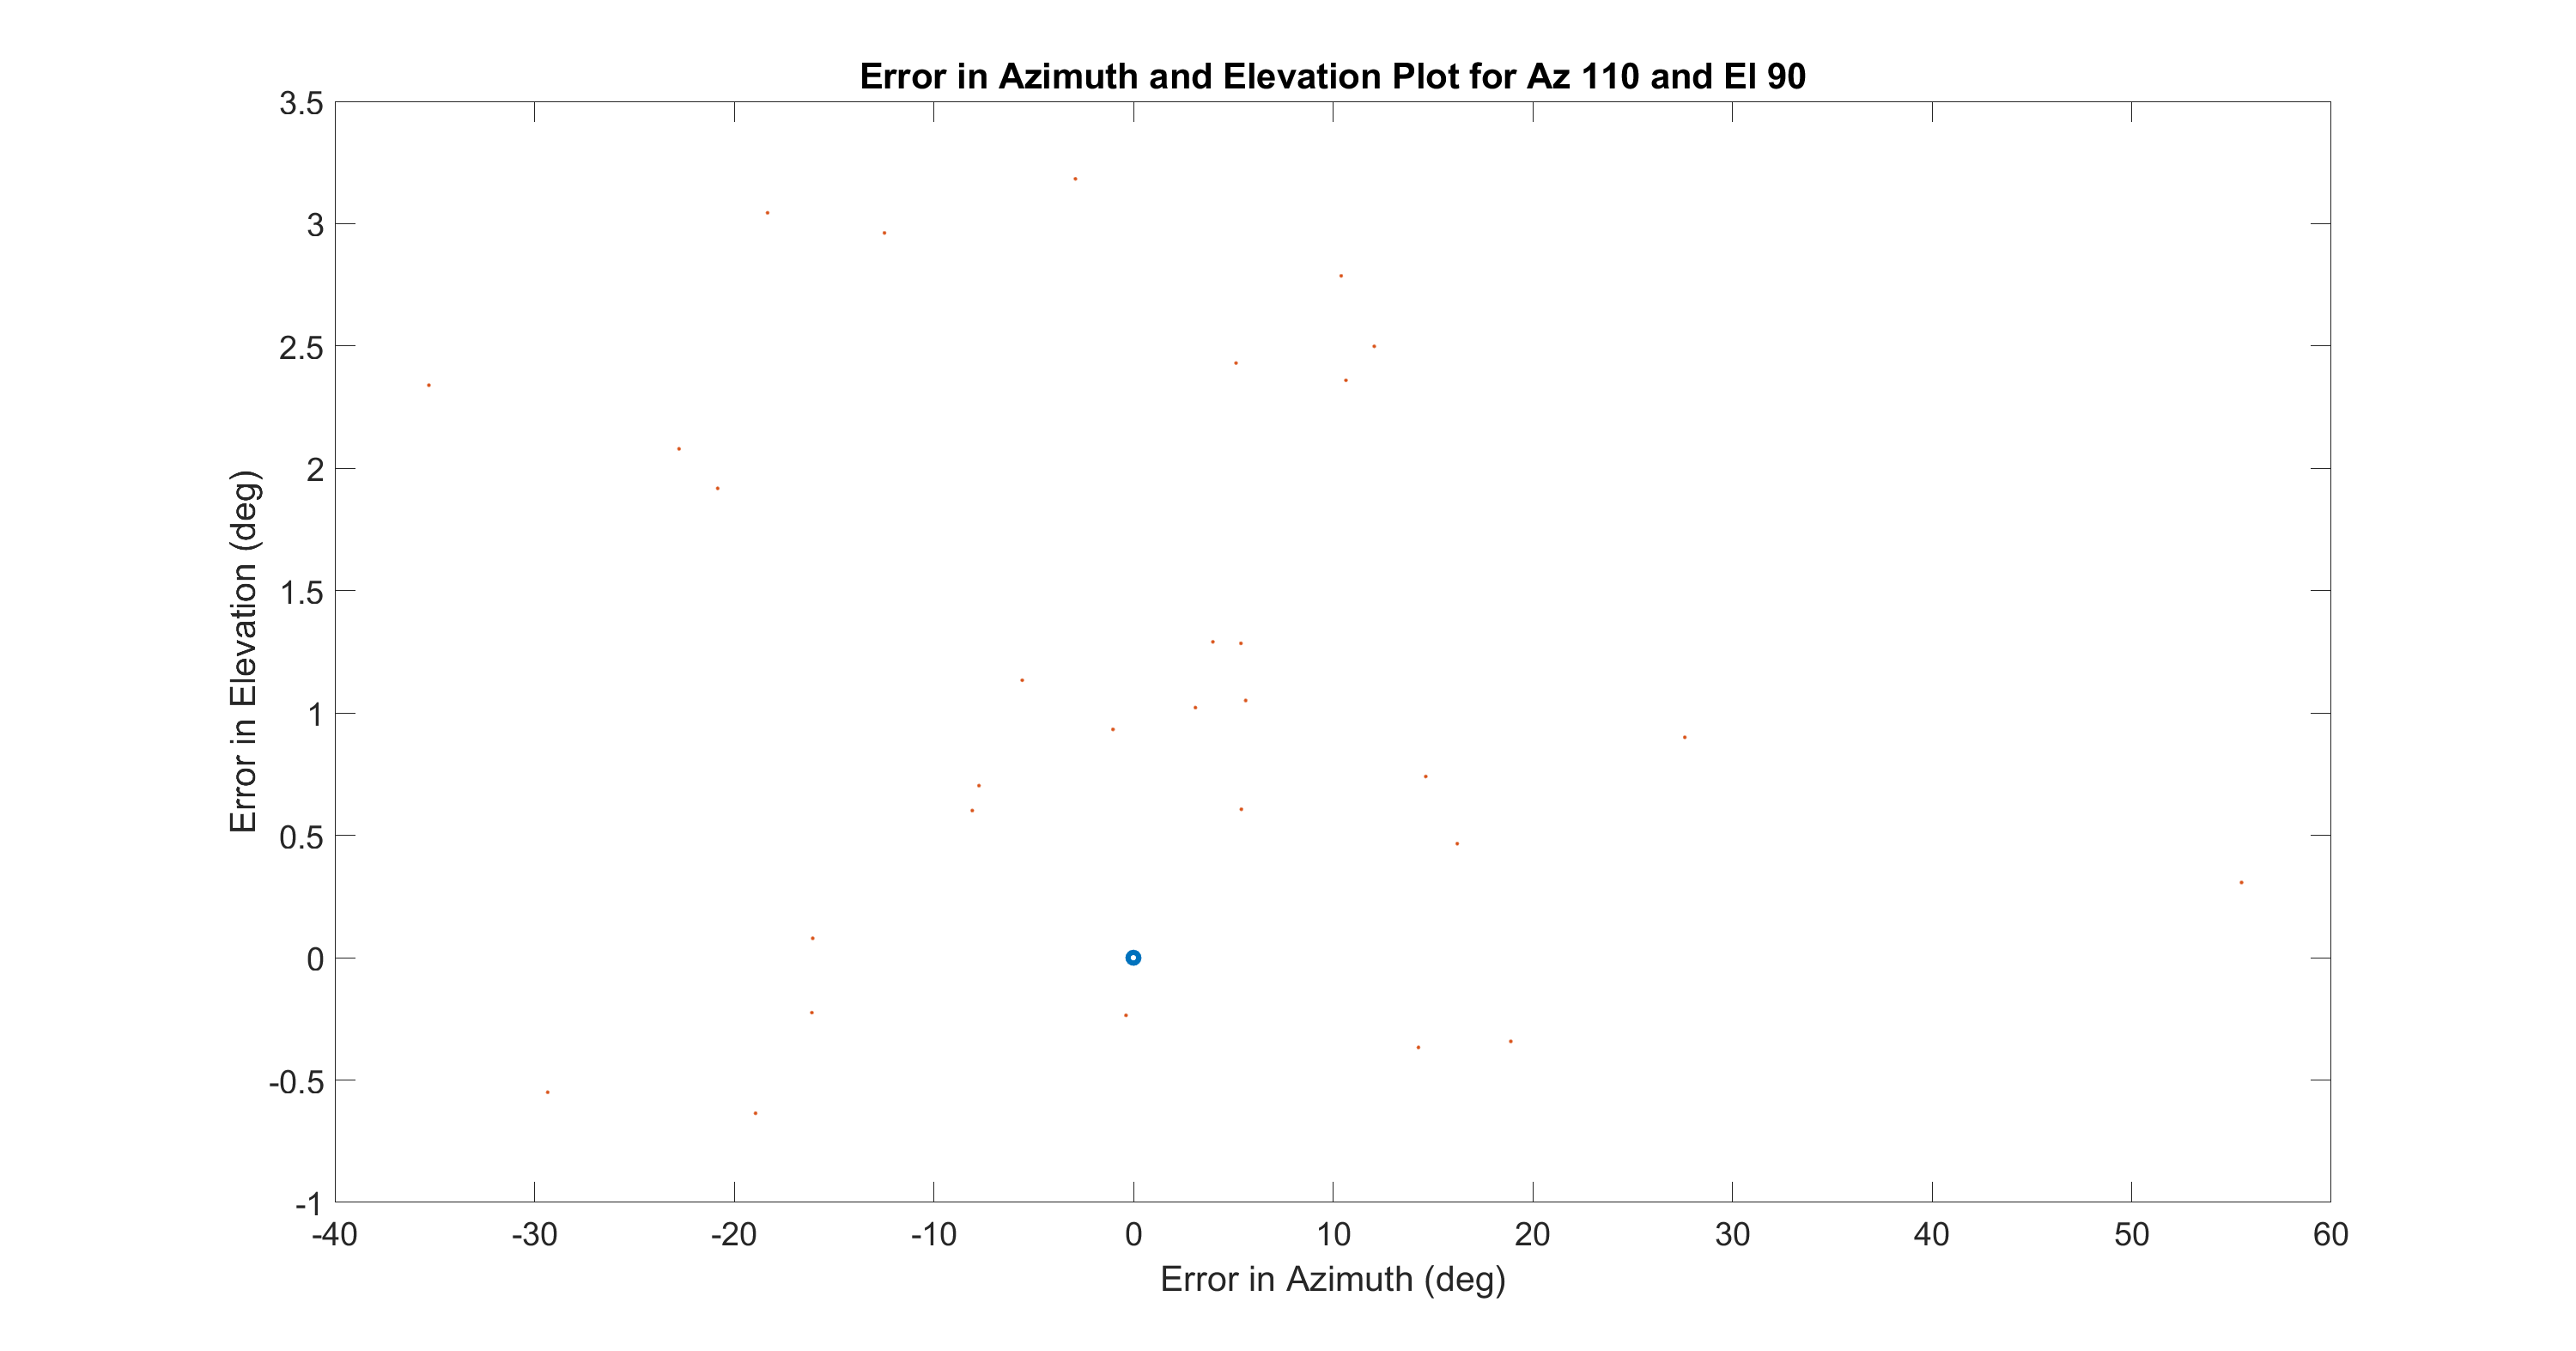 Error in Azimuth and Elevation Plot for Az 110 and El 90
3.5
3
2.5
2
1.5
1
0.5
0
-0.5
-1
Error in Elevation (deg)
-40 -30 -20 -10 0 10 20 30 40 50 60
Error in Azimuth (deg)